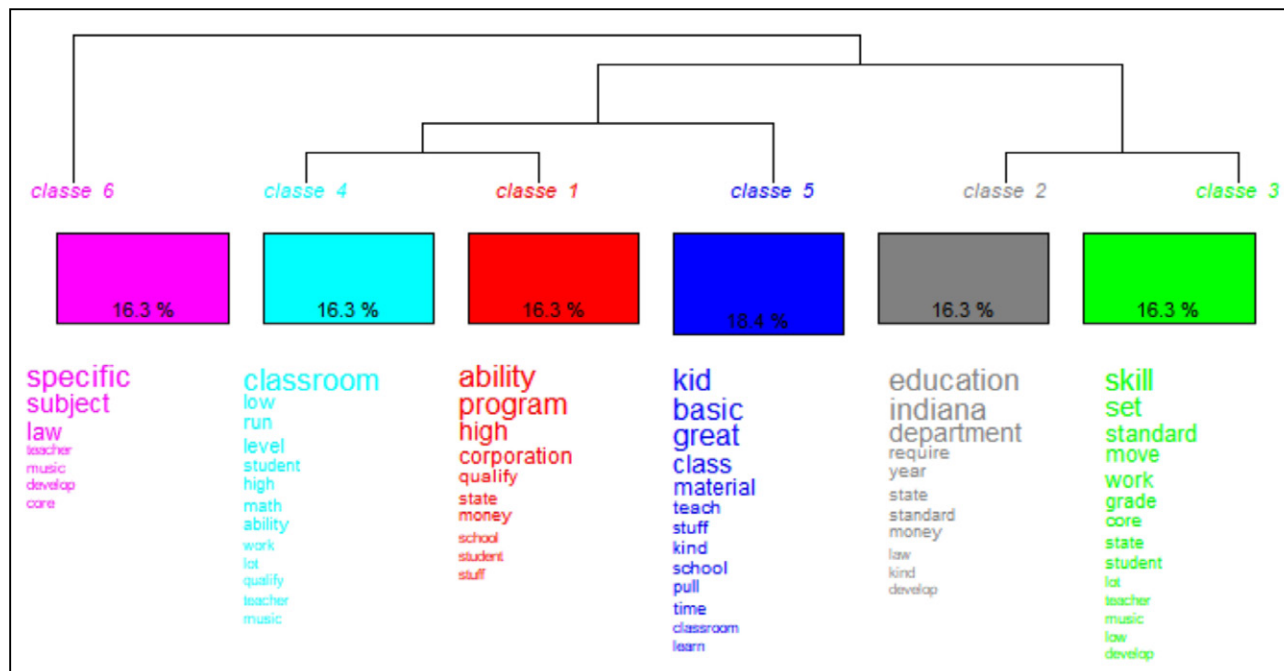 classe 6
classe 4
classe 1
classe 5
classe 2
classe 3
16.3 %
16.3 %
16.3 %
18.4 %
16.3 %
16.3 %
specific
subject
law
teacher
music
develop
core
classroom
low
run
level
student
high
math
ability
work
lot
qualify
teacher
music
ability
program
high
corporation
qualify
state
money
school
student
stuff
kid
basic
great
class
material
teach
stuff
kind
school
pull
time
classroom
learn
education
indiana
department
require
year
state
standard
money
law
kind
develop
skill
set
standard
move
work
grade
core
state
student
lot
teacher
music
low
develop